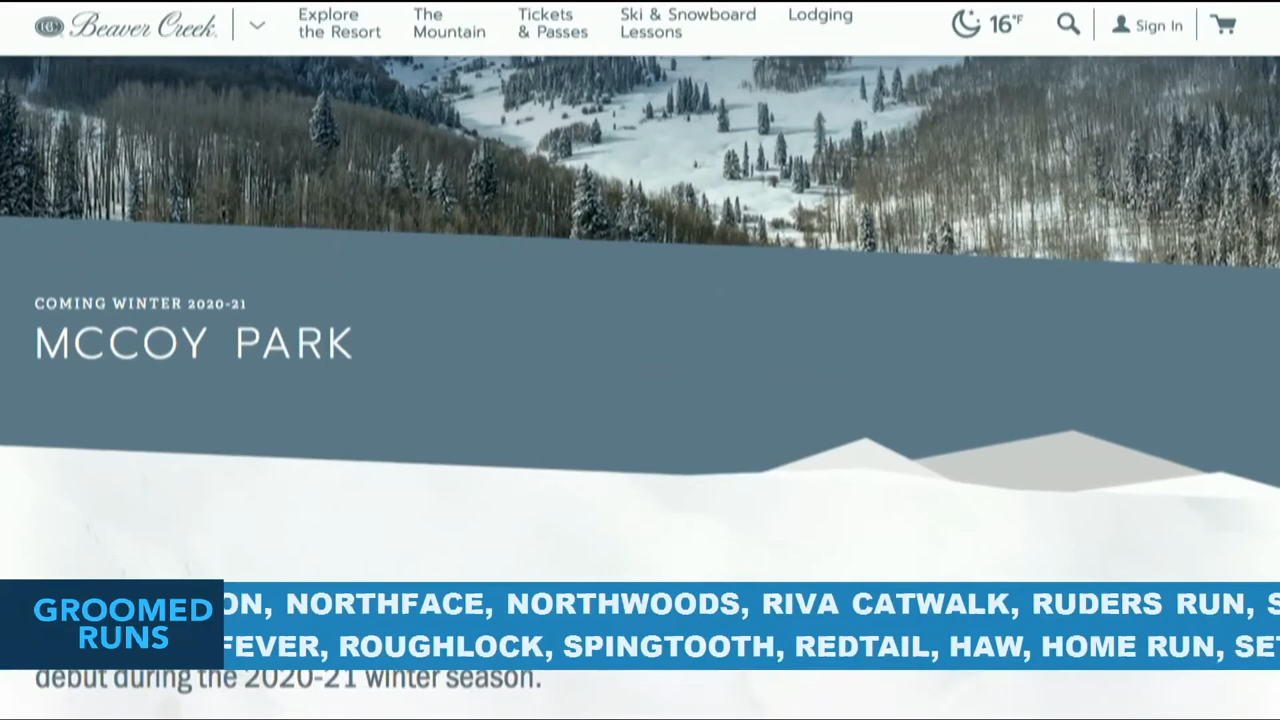 Beaver Creek.
Explore
the Resort
The
Mountain
Tickets
& Passes
Ski & Snowboard
Lessons
Lodging
16°F
Sign In
COMING WINTER 2020-21
MCCOY PARK
GROOMED
RUNS
ON, NORTHFACE, NORTHWOODS, RIVA CATWALK, RUDERS RUN, S
FEVER, ROUGHLOCK, SPINGTOOTH, REDTAIL, HAW, HOME RUN, SE
debut during the 2020-21 winter season.